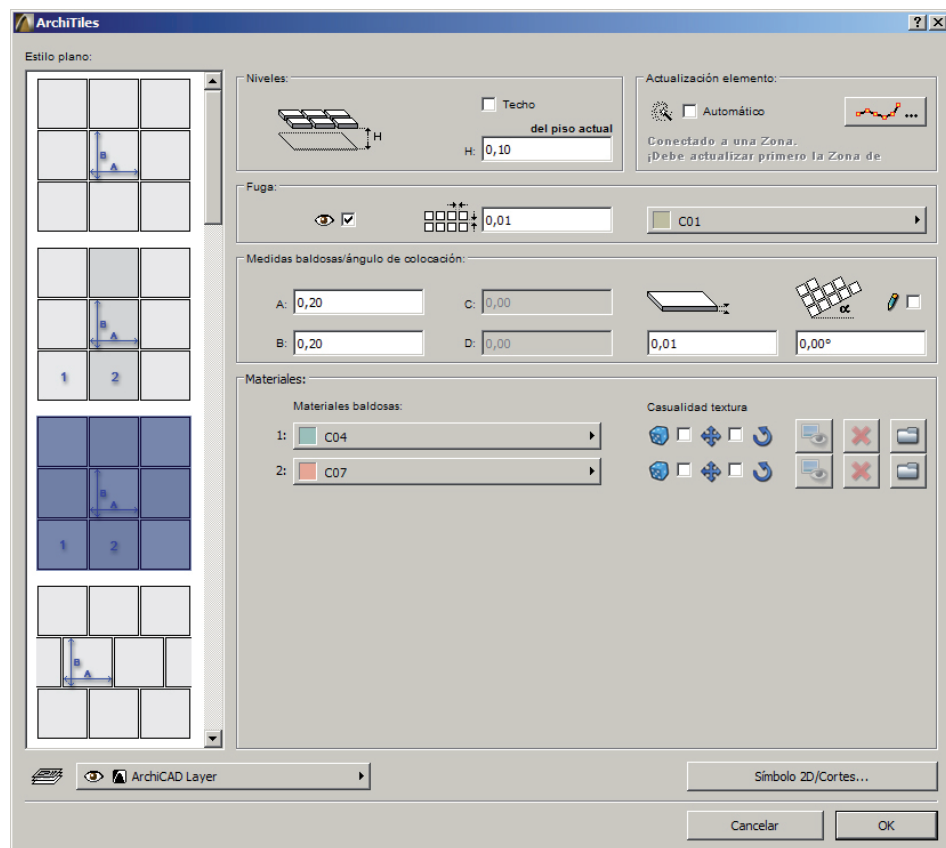 ArchiTiles
Estilo plano:
B
A
B
A
1 2
B
A
1 2
B
A
Niveles:
H
Techo
del piso actual
H: 0,10
Actualización elemento:
Automático
...
Conectado a una Zona.
¡Debe actualizar primero la Zona de
Fuga:
0,01
C01
Medidas baldosas/ángulo de colocación:
A: 0,20
C: 0,00
α
B: 0,20
D: 0,00
0,01
0,00°
Materiales:
Materiales baldosas:
Casualidad textura
1: C04
2: C07
ArchiCAD Layer
Símbolo 2D/Cortes...
Cancelar
OK